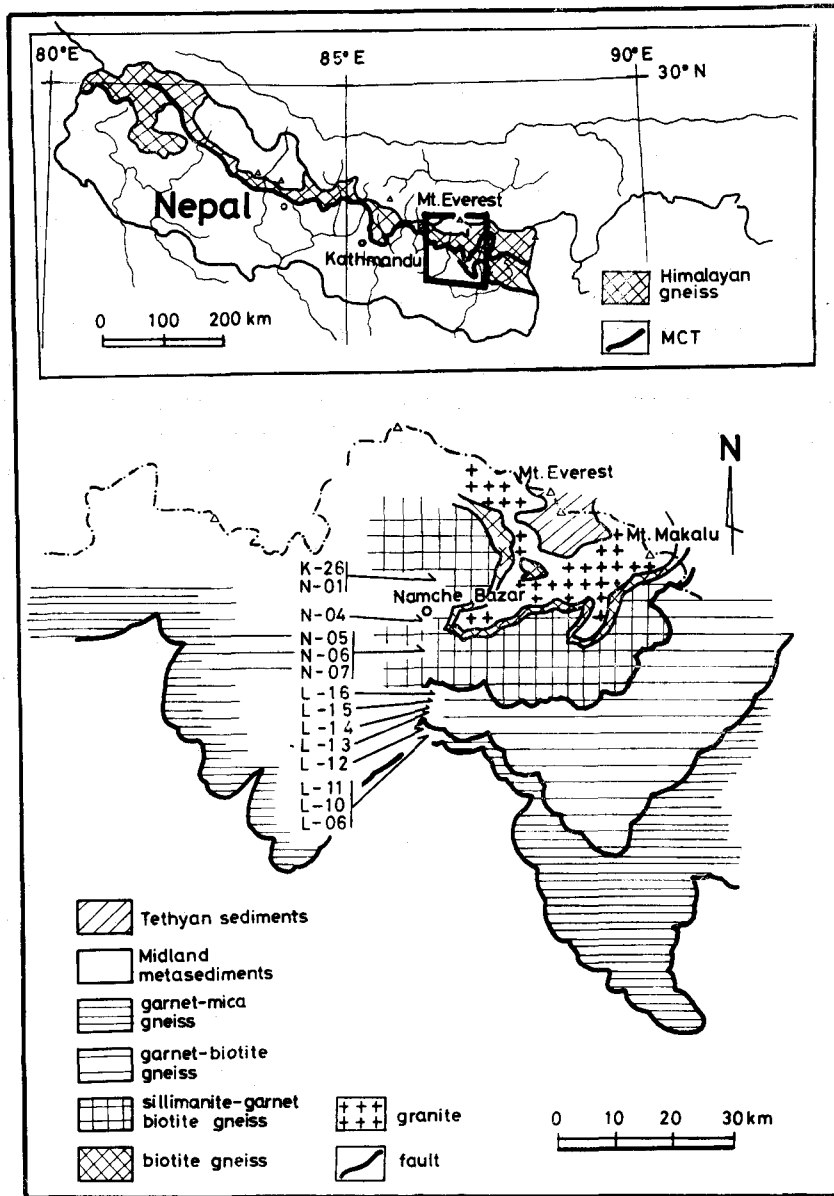 80°E
85°E
90°E
30°N
Nepal
Mt. Everest
Kathmandu
Himalayan
gneiss
MCT
0 100 200 km
N
Mt. Everest
Mt. Makalu
K-26
N-01
Namche Bazar
N-04
N-05
N-06
N-07
L-16
L-15
L-14
L-13
L-12
L-11
L-10
L-06
Tethyan sediments
Midland
metasediments
garnet-mica
gneiss
garnet-biotite
gneiss
sillimanite-garnet
biotite gneiss
biotite gneiss
granite
fault
0 10 20 30 km